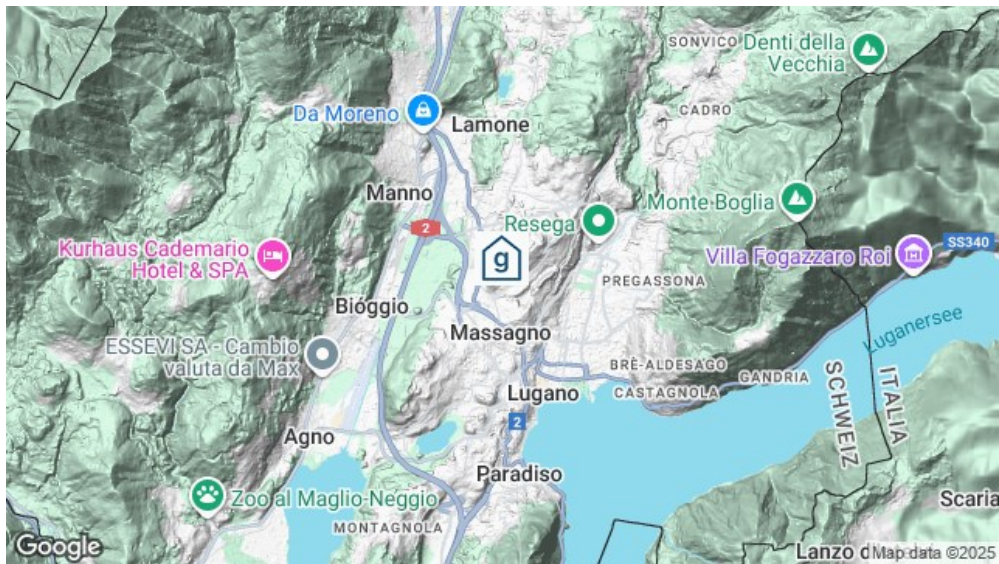 SONVICO
Denti della
Vecchia
Da Moreno
Lamone
CADRO
Manno
Monte Boglia
Resega
2
Kurhaus Cademario
Hotel & SPA
g
SS340
Villa Fogazzaro Roi
PREGASSONA
Bióggio
Luganersee
Massagno
ESSEVI SA - Cambio
valuta da Max
BRÈ-ALDESAGO
GANDRIA
CASTAGNOLA
Lugano
SCHWEIZ
ITALIA
2
Agno
Paradiso
Zoo al Maglio-Neggio
Scaria
MONTAGNOLA
Google
Lanzo d
Map data ©2025